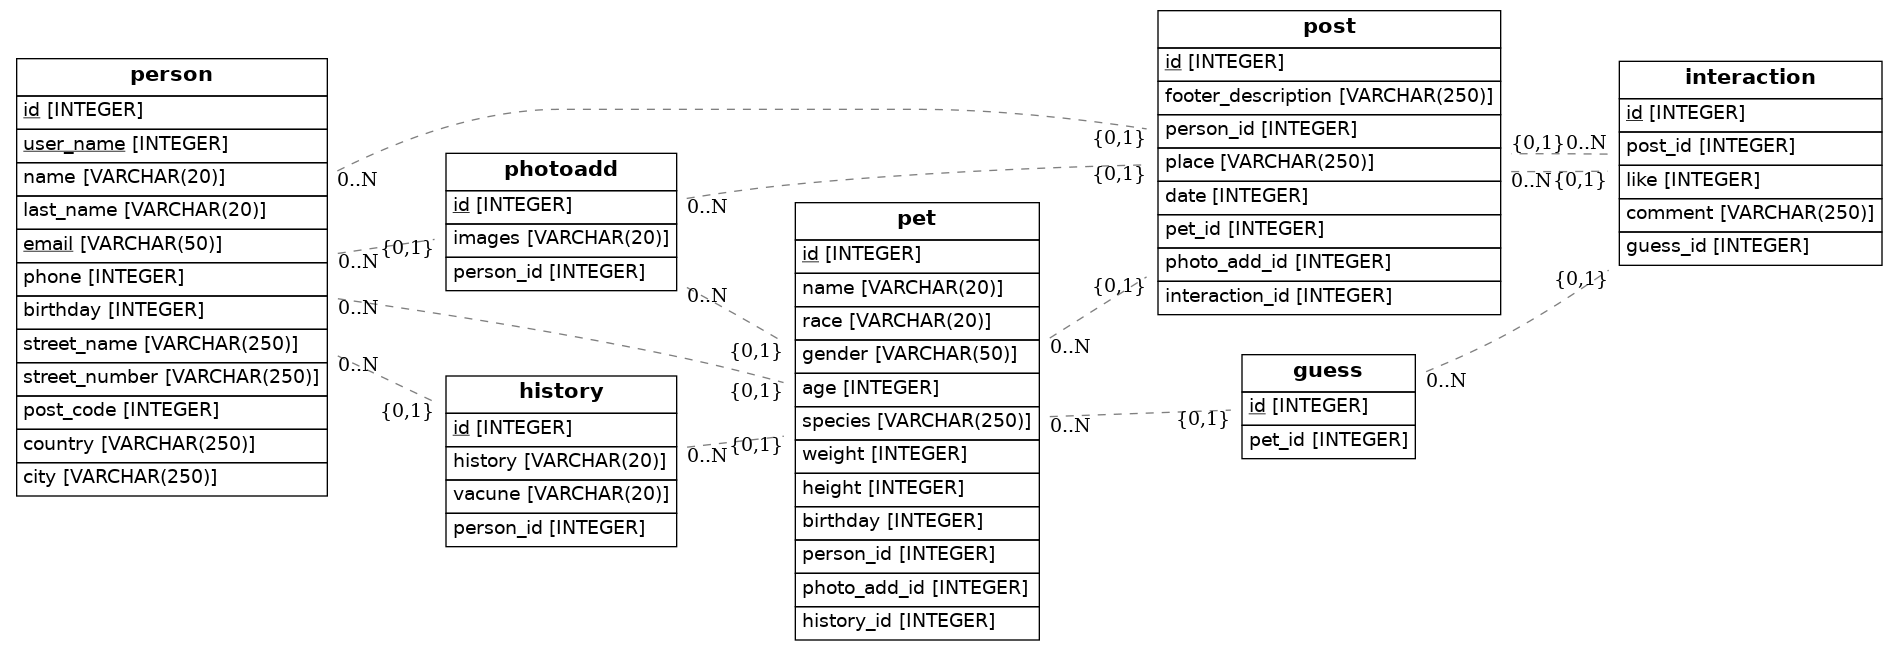 person
id [INTEGER]
user_name [INTEGER]
name [VARCHAR(20)]
last_name [VARCHAR(20)]
email [VARCHAR(50)]
phone [INTEGER]
birthday [INTEGER]
street_name [VARCHAR(250)]
street_number [VARCHAR(250)]
post_code [INTEGER]
country [VARCHAR(250)]
city [VARCHAR(250)]
0..N
0..N
{0,1}
0..N
0..N
{0,1}
photoadd
id [INTEGER]
images [VARCHAR(20)]
person_id [INTEGER]
0..N
0..N
history
id [INTEGER]
history [VARCHAR(20)]
vacune [VARCHAR(20)]
person_id [INTEGER]
0..N
{0,1}
{0,1}
{0,1}
pet
id [INTEGER]
name [VARCHAR(20)]
race [VARCHAR(20)]
gender [VARCHAR(50)]
age [INTEGER]
species [VARCHAR(250)]
weight [INTEGER]
height [INTEGER]
birthday [INTEGER]
person_id [INTEGER]
photo_add_id [INTEGER]
history_id [INTEGER]
0..N
0..N
{0,1}
{0,1}
{0,1}
{0,1}
post
id [INTEGER]
footer_description [VARCHAR(250)]
person_id [INTEGER]
place [VARCHAR(250)]
date [INTEGER]
pet_id [INTEGER]
photo_add_id [INTEGER]
interaction_id [INTEGER]
guess
id [INTEGER]
pet_id [INTEGER]
0..N
{0,1}
{0,1} 0..N
0..N {0,1}
interaction
id [INTEGER]
post_id [INTEGER]
like [INTEGER]
comment [VARCHAR(250)]
guess_id [INTEGER]